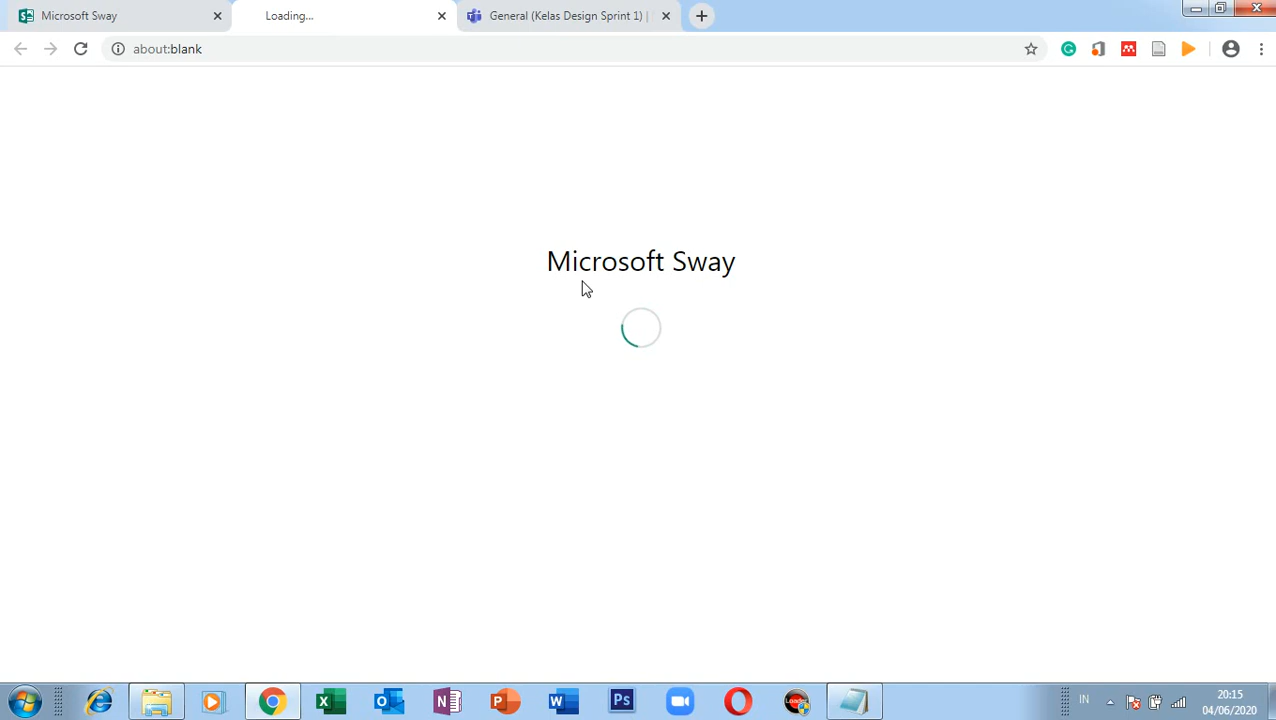 Microsoft Sway
Loading...
General (Kelas Design Sprint 1) |
about:blank
Microsoft Sway
IN
20:15
04/06/2020